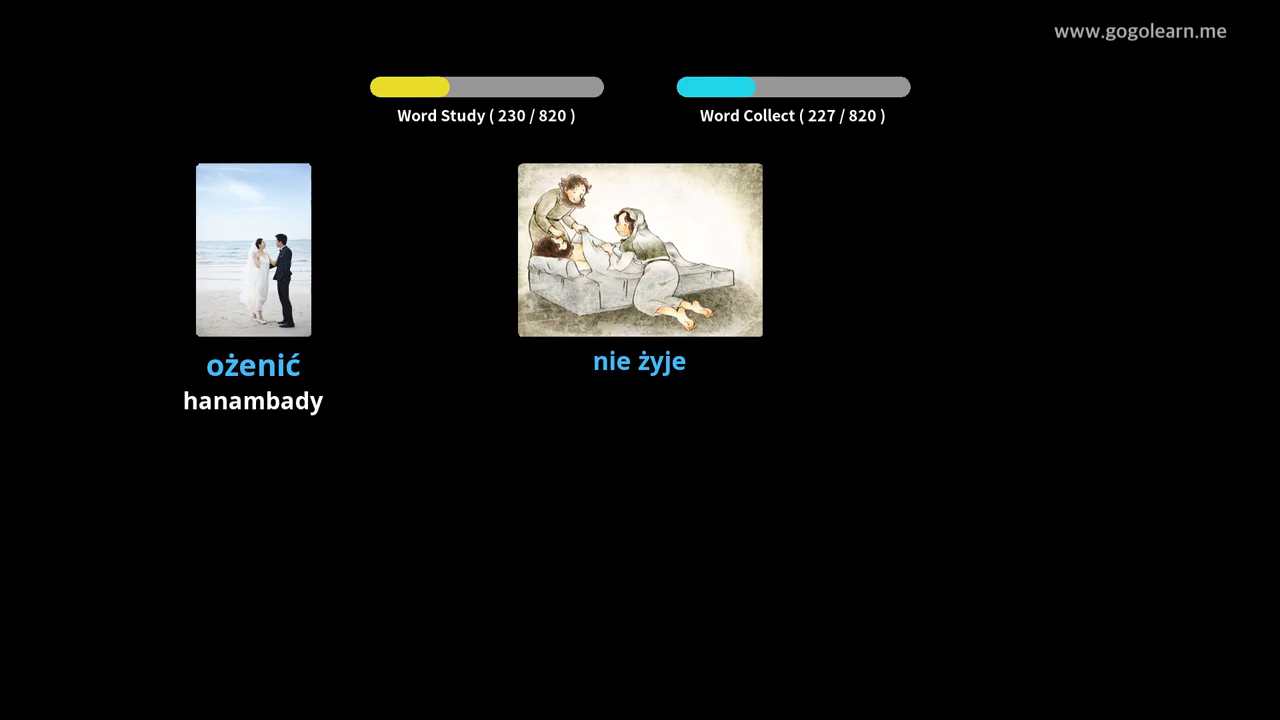 www.gogolearn.me
Word Study ( 230 / 820 )
Word Collect ( 227 / 820 )
ożenić
hanambady
nie żyje